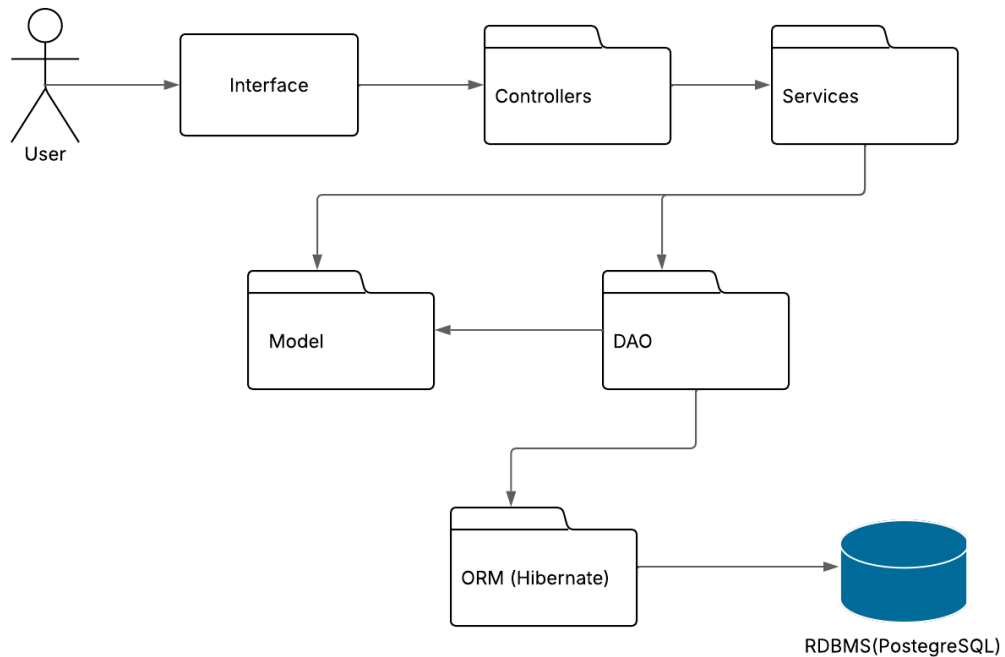 User
Interface
Controllers
Services
Model
DAO
ORM (Hibernate)
RDBMS(PostegreSQL)